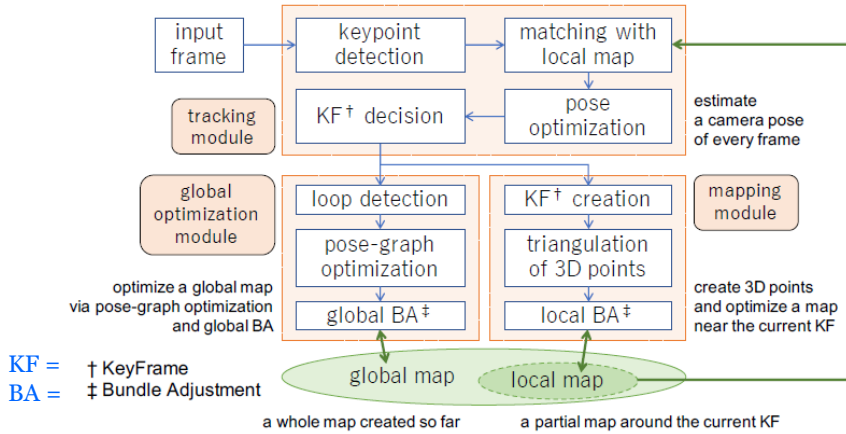 input
frame
keypoint
detection
matching with
local map
tracking
module
KF† decision
pose
optimization
estimate
a camera pose
of every frame
global
optimization
module
loop detection
KF† creation
mapping
module
pose-graph
optimization
triangulation
of 3D points
optimize a global map
via pose-graph optimization
and global BA
global BA‡
local BA‡
create 3D points
and optimize a map
near the current KF
KF = † KeyFrame
BA = ‡ Bundle Adjustment
global map
local map
a whole map created so far
a partial map around the current KF